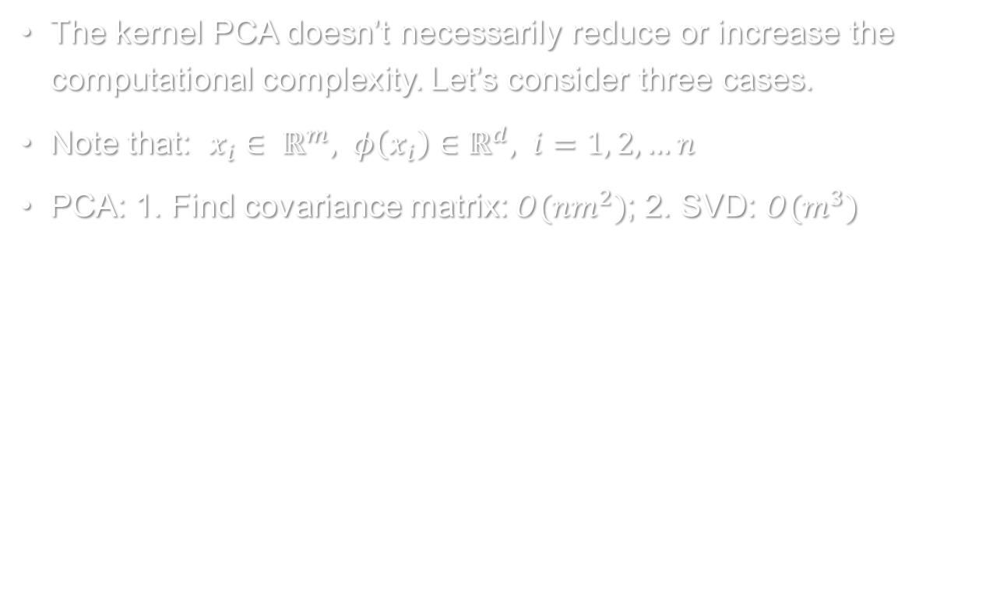 • The kernel PCA doesn't necessarily reduce or increase the
computational complexity. Let's consider three cases.
• Note that: $x_i \in \mathbb{R}^m, \phi(x_i) \in \mathbb{R}^d, i = 1, 2, \ldots n$
• PCA: 1. Find covariance matrix: $O(nm^2)$; 2. SVD: $O(m^3)$